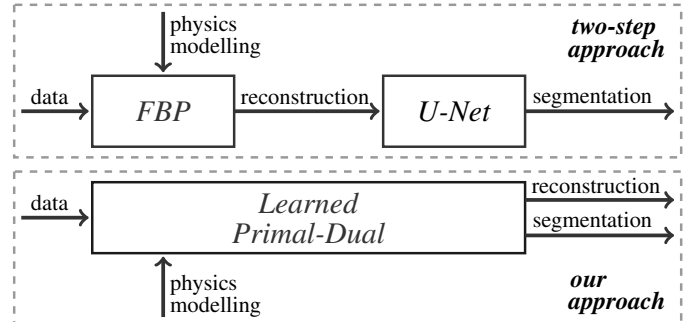 physics
modelling
two-step
approach
data
FBP
reconstruction
U-Net
segmentation
data
Learned
Primal-Dual
reconstruction
segmentation
physics
modelling
our
approach